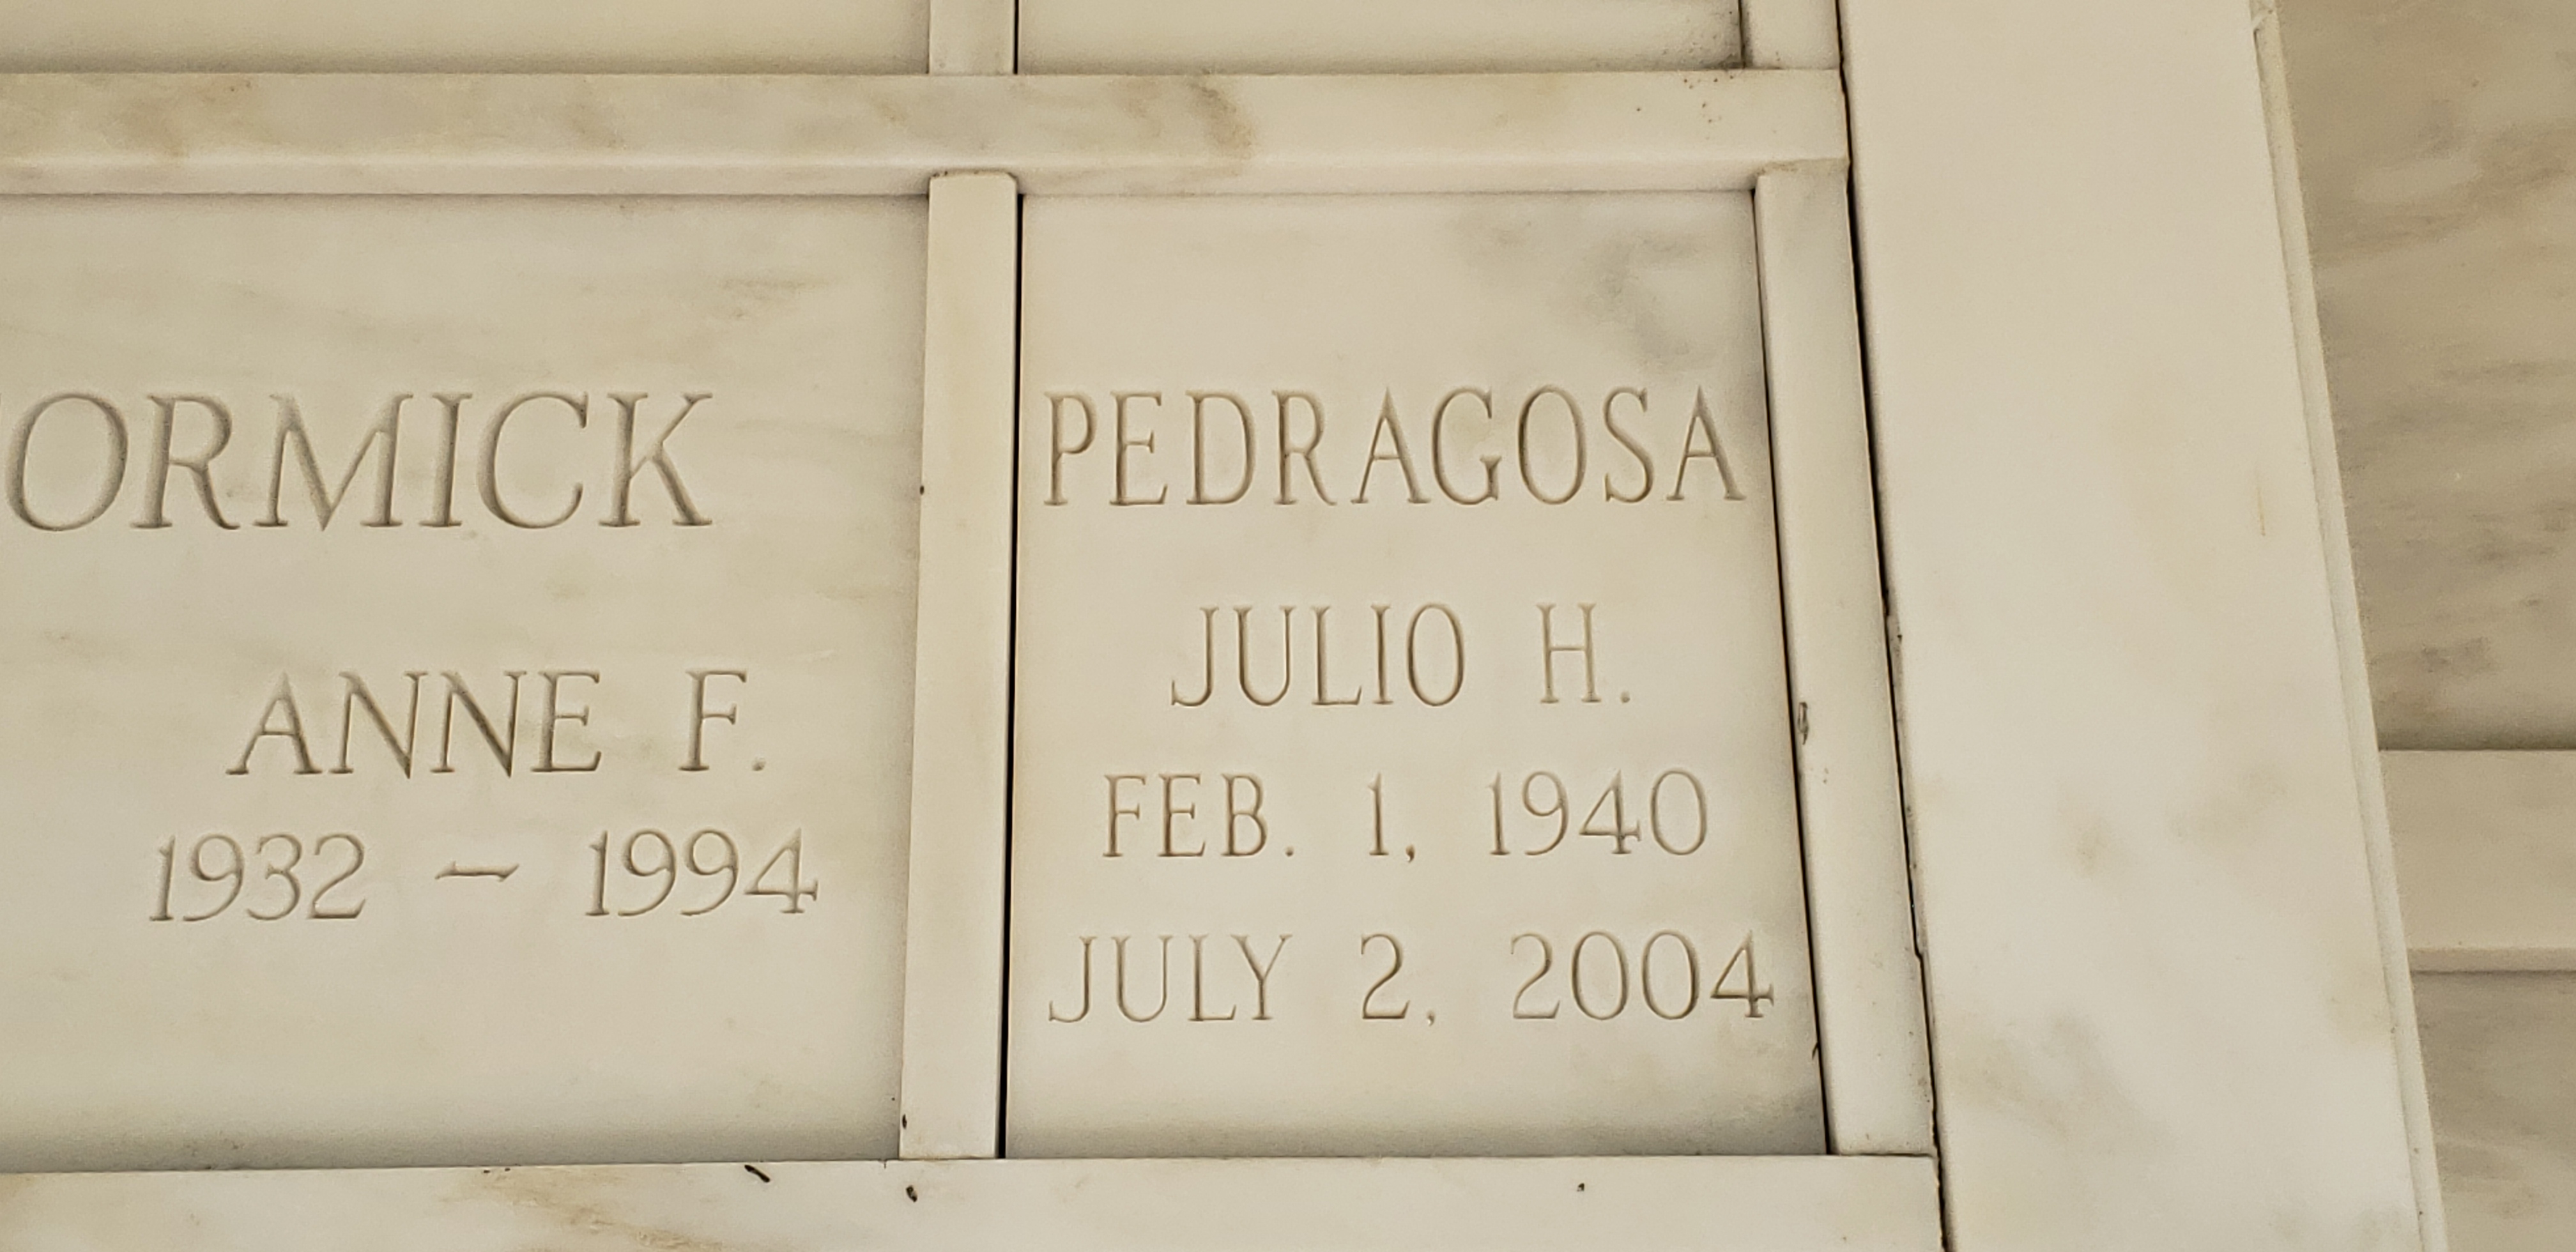 ORMICK
ANNE F.
1932 – 1994
PEDRAGOSA
JULIO H.
FEB. 1, 1940
JULY 2, 2004